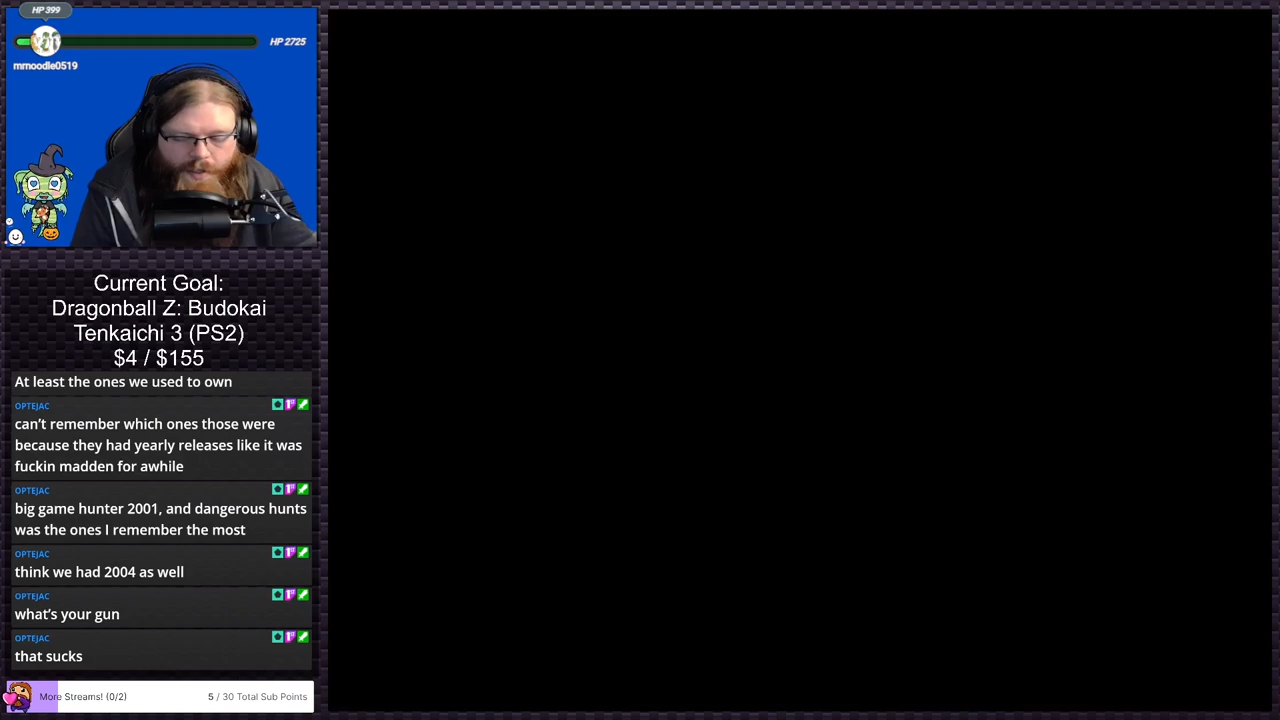 HP 399
HP 2725
mrnoodle0519
Current Goal:
Dragonball Z: Budokai
Tenkaichi 3 (PS2)
$4 / $155
At least the ones we used to own
OPTEJAC
can't remember which ones those were
because they had yearly releases like it was
fuckin madden for awhile
OPTEJAC
big game hunter 2001, and dangerous hunts
was the ones I remember the most
OPTEJAC
think we had 2004 as well
OPTEJAC
what's your gun
OPTEJAC
that sucks
More Streams! (0/2)
5 / 30 Total Sub Points